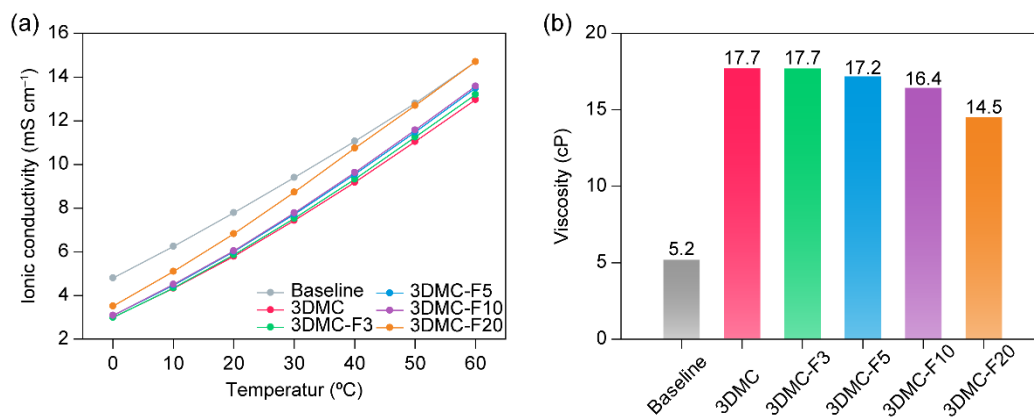 (a)
Ionic conductivity (mS cm⁻¹)
16
14
12
10
8
6
4
2
0
10
20
30
40
50
60
Temperatur (ºC)
Baseline
3DMC
3DMC-F3
3DMC-F5
3DMC-F10
3DMC-F20
(b)
Viscosity (cP)
20
15
10
5
0
5.2
17.7
17.7
17.2
16.4
14.5
Baseline
3DMC
3DMC-F3
3DMC-F5
3DMC-F10
3DMC-F20